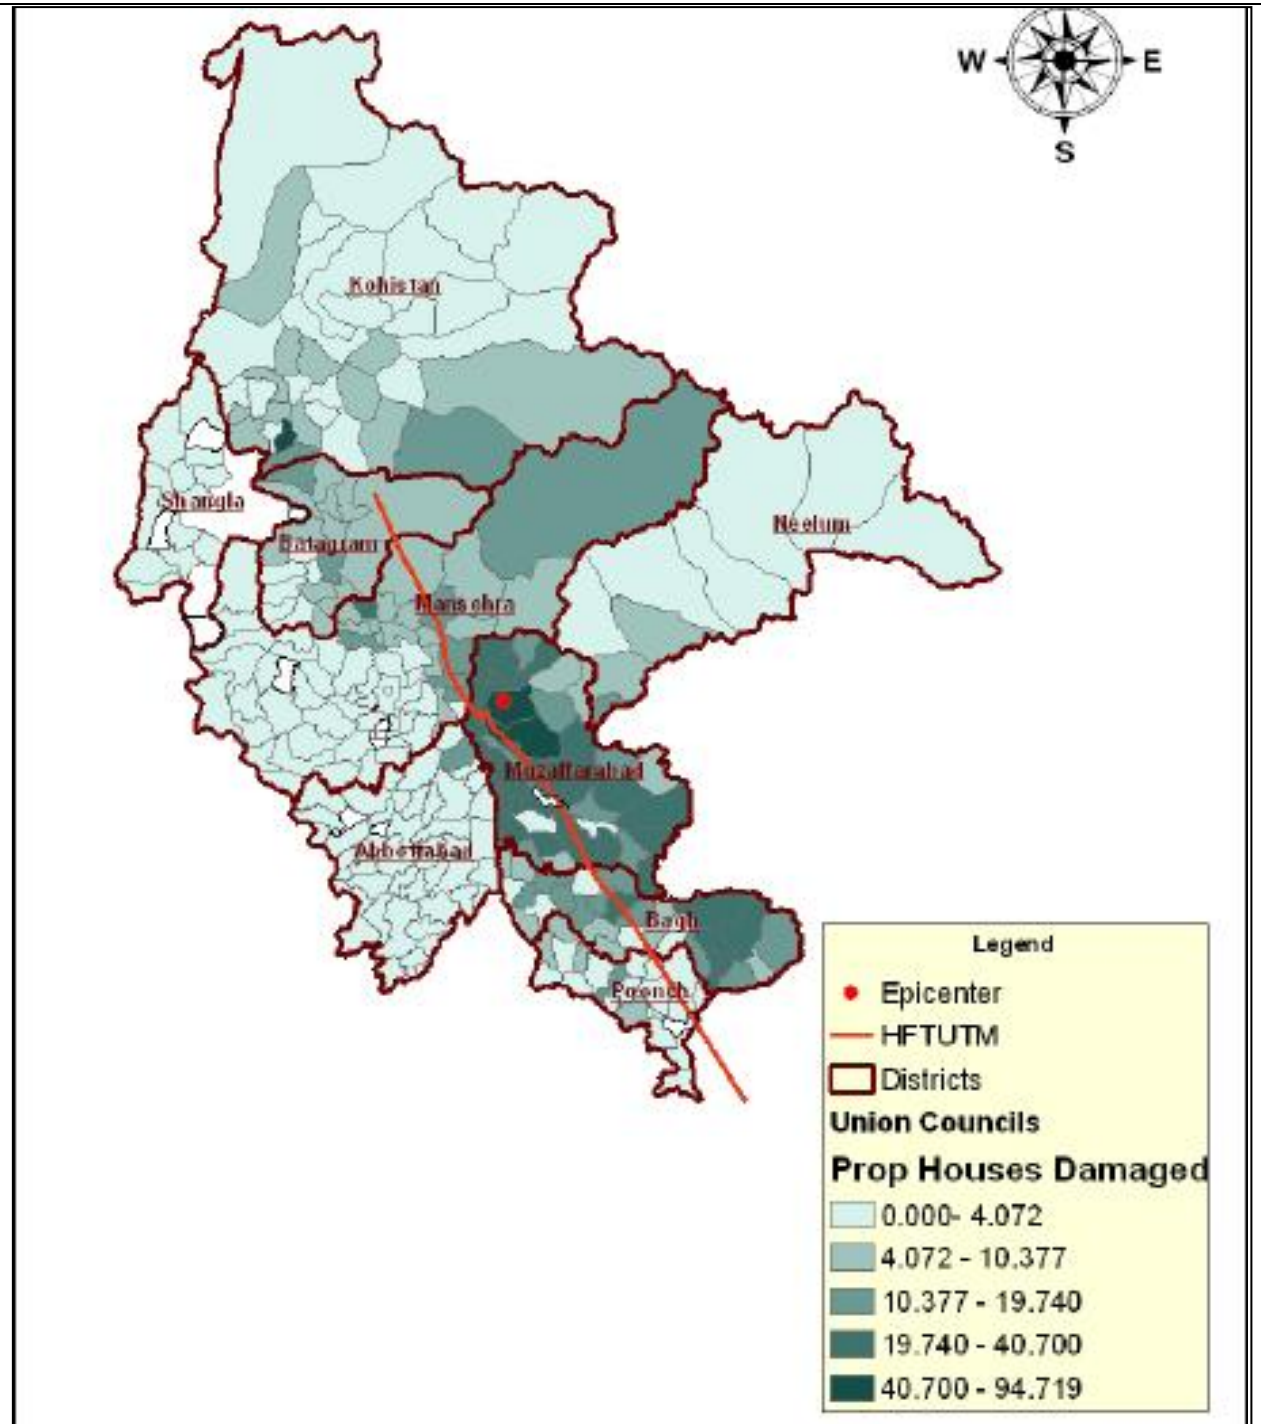 W
E
S
Kohistan
Shangla
Neelum
Batagram
Mansehra
Muzaffarabad
Abbottabad
Bagh
Poonch
Legend
Epicenter
HFTUTM
Districts
Union Councils
Prop Houses Damaged
0.000- 4.072
4.072 - 10.377
10.377 - 19.740
19.740 - 40.700
40.700 - 94.719